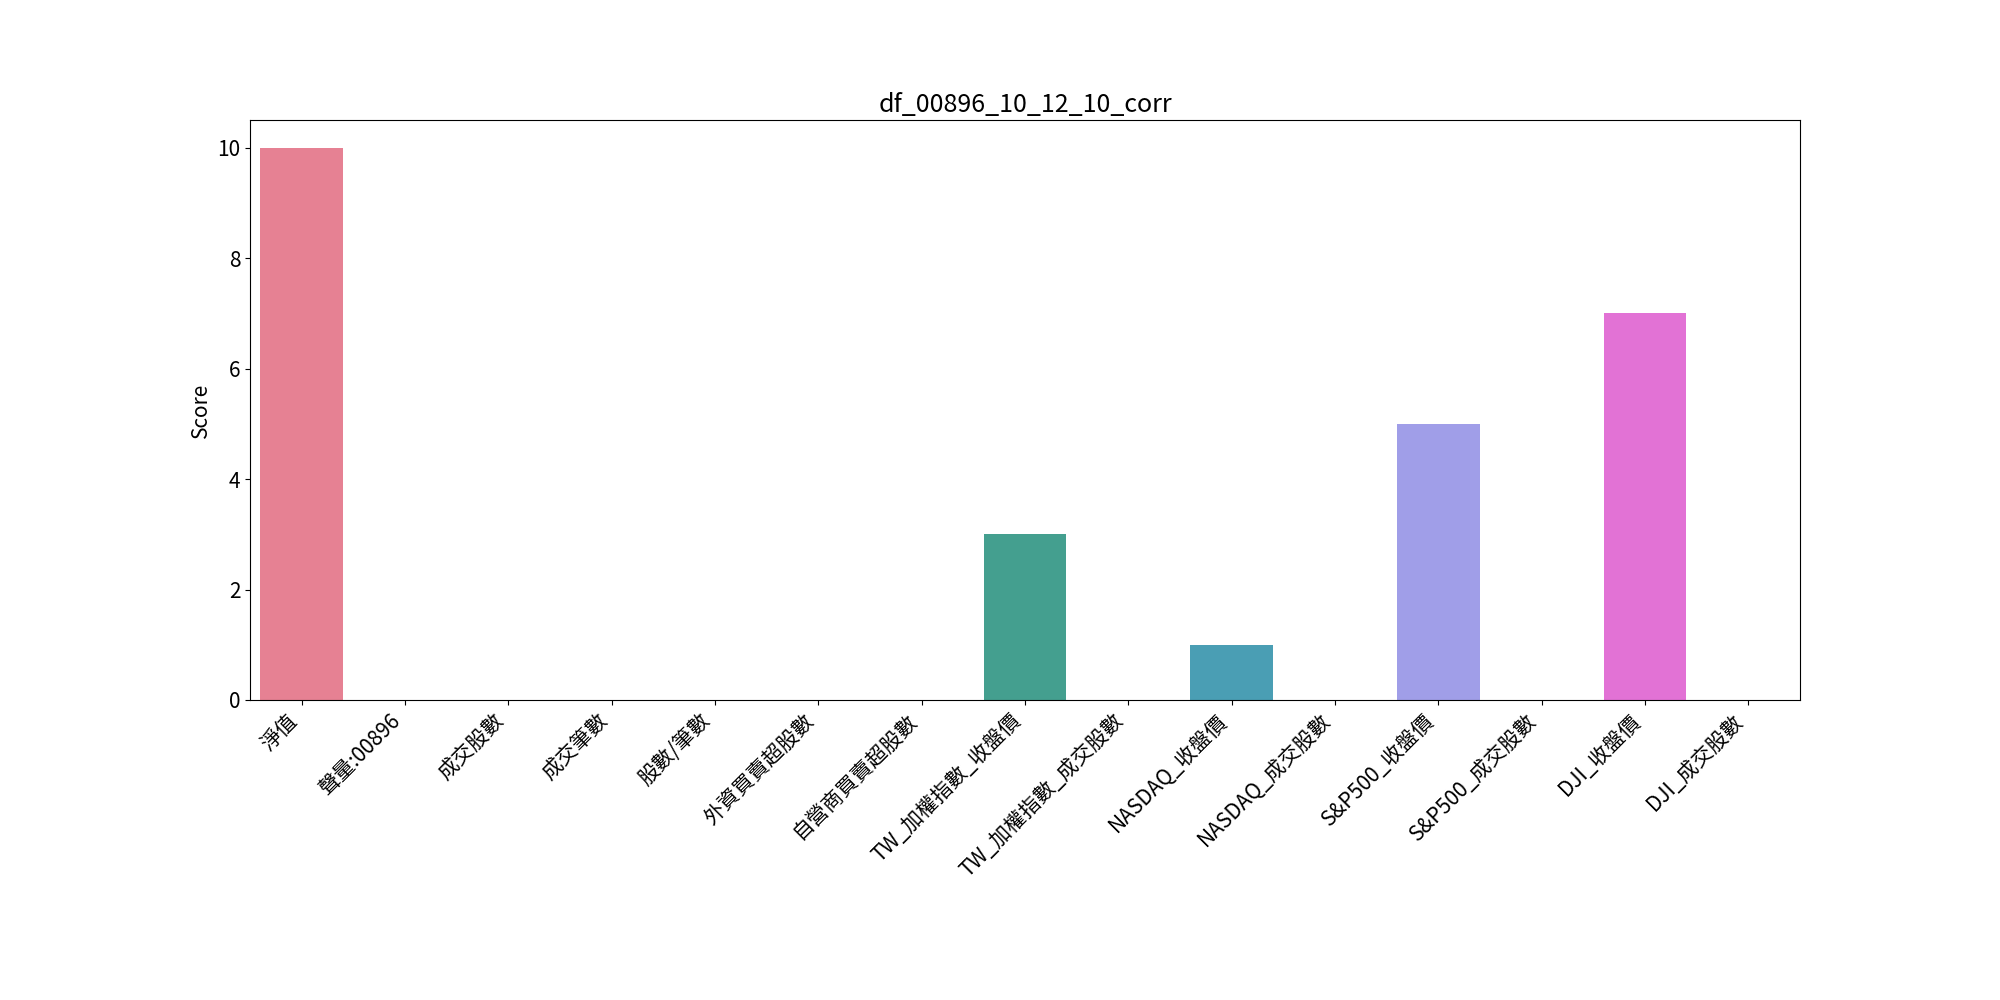 df_00896_10_12_10_corr
10
8
6
4
2
0
Score
淨值
聲量:00896
成交股數
成交筆數
股數/筆數
外資買賣超股數
自營商買賣超股數
TW_加權指數_收盤價
TW_加權指數_成交股數
NASDAQ_收盤價
NASDAQ_成交股數
S&P500_收盤價
S&P500_成交股數
DJI_收盤價
DJI_成交股數